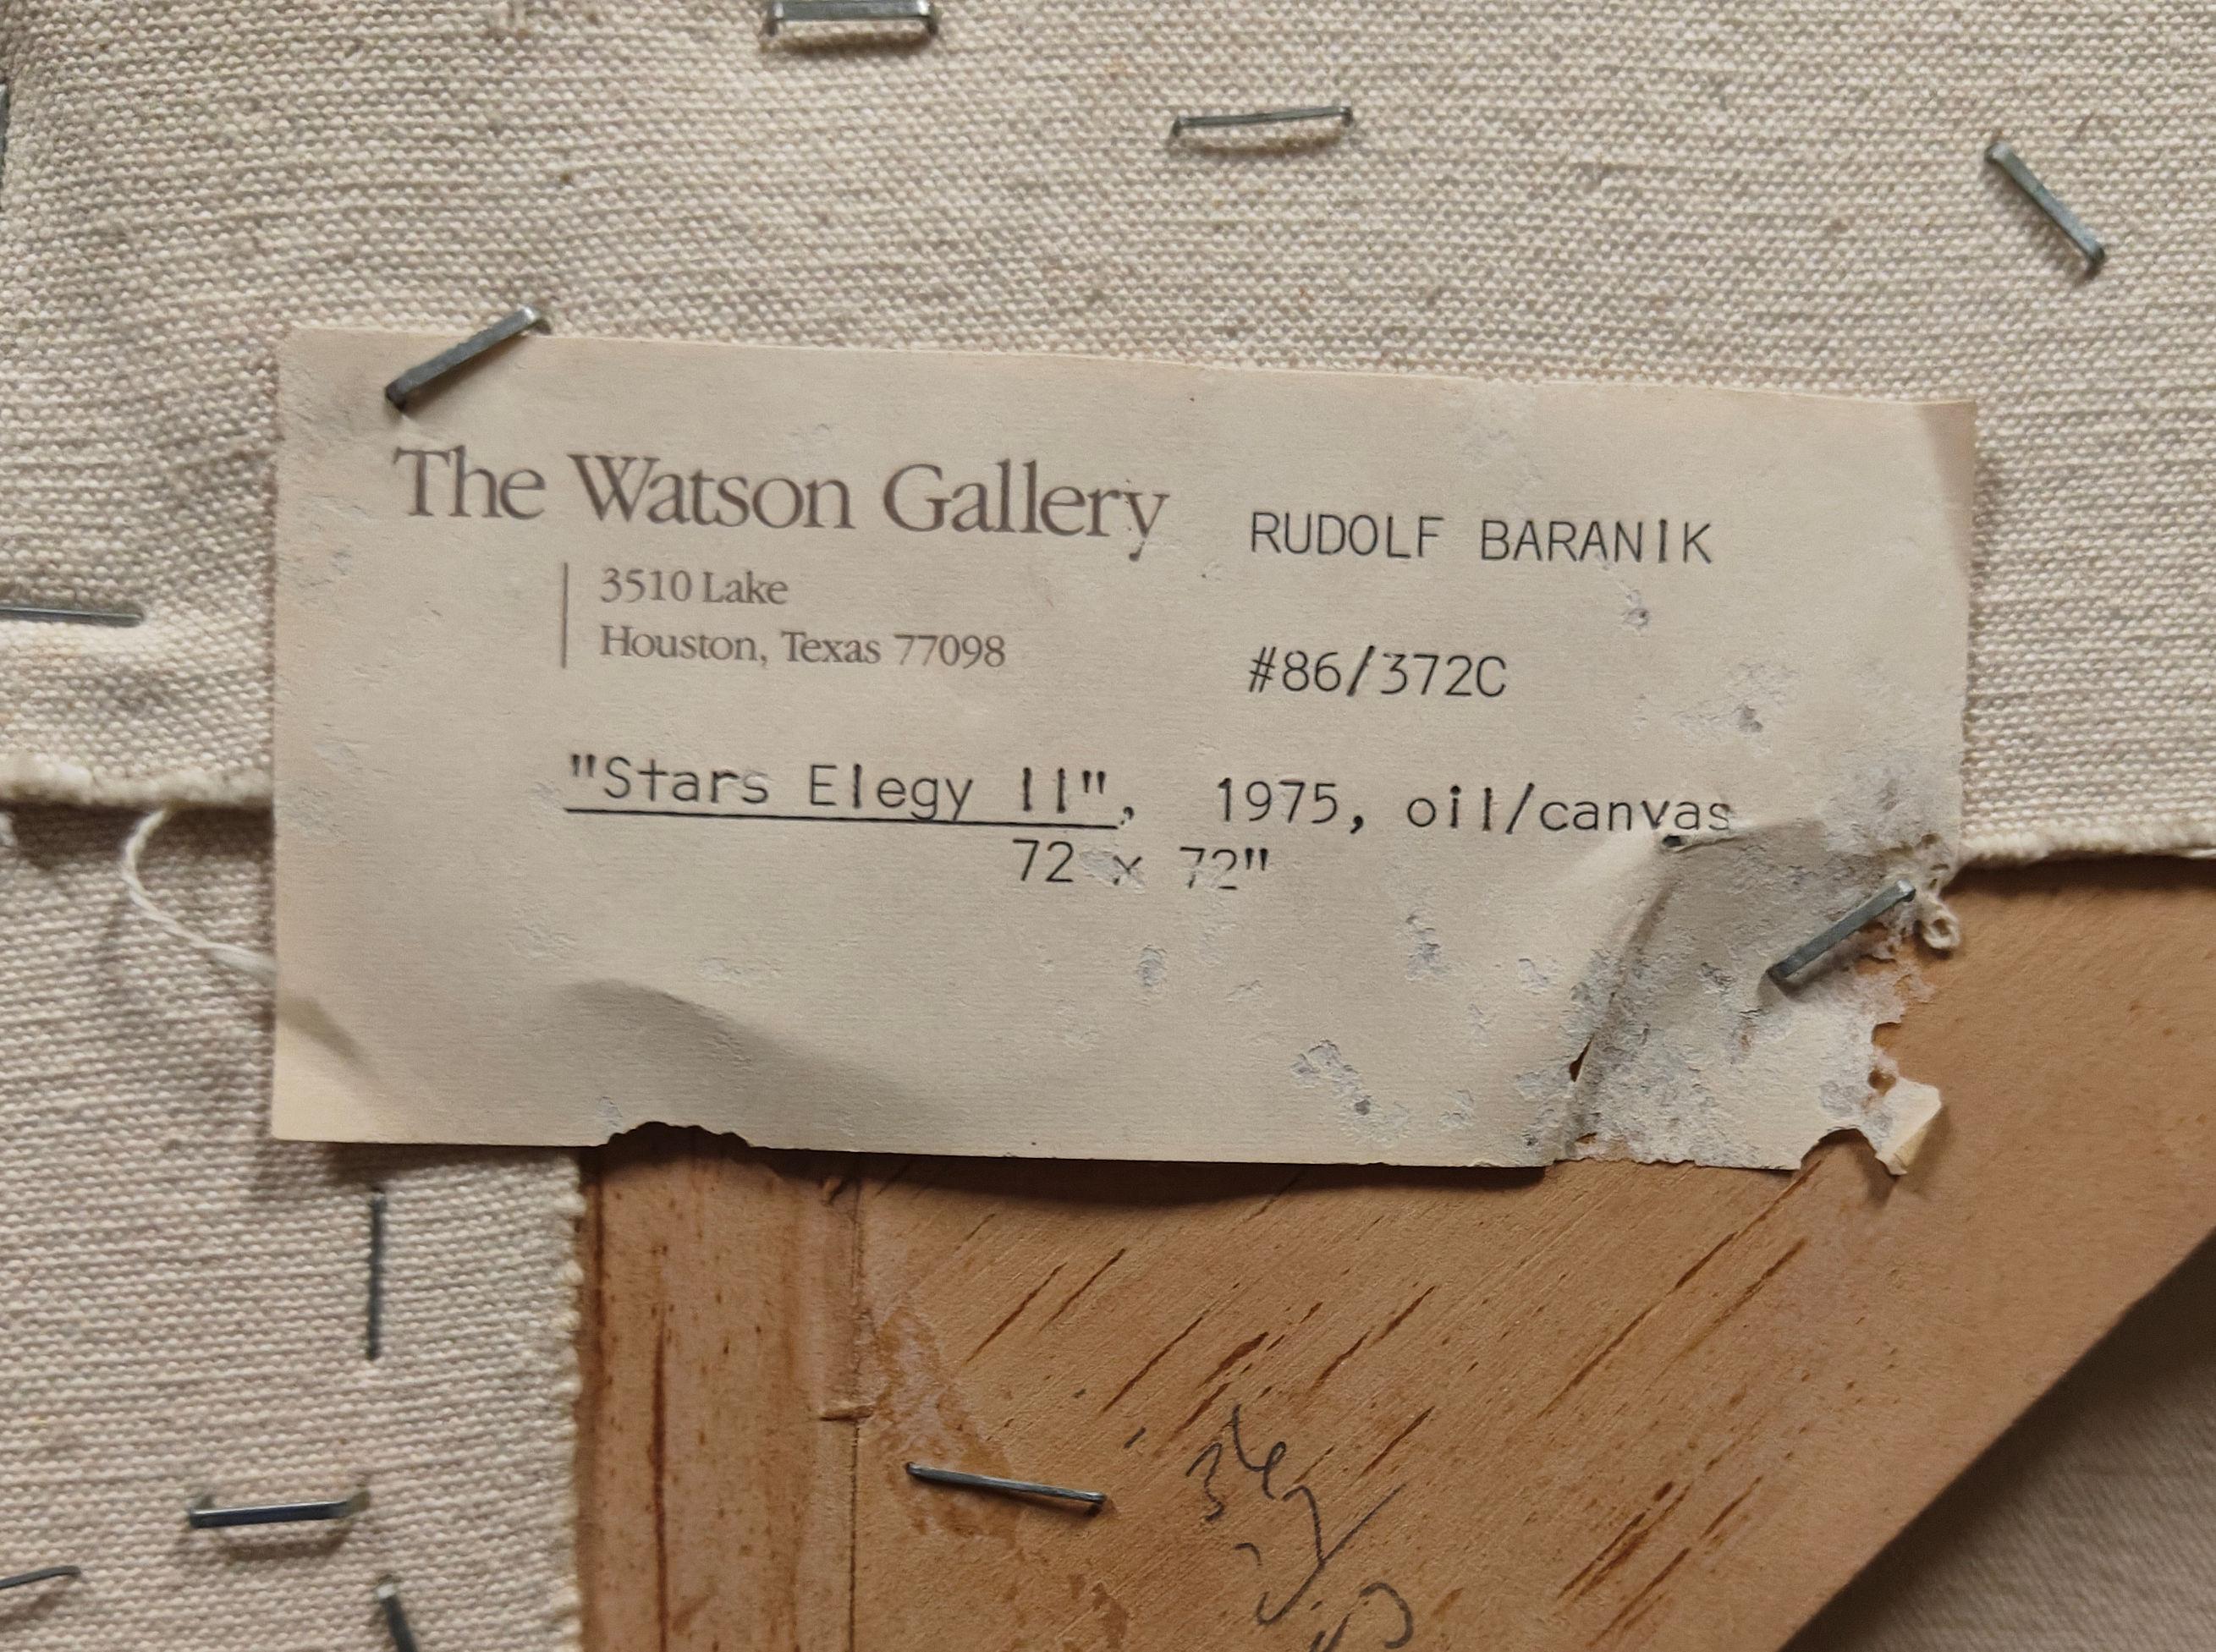 The Watson Gallery
3510 Lake
Houston, Texas 77098
RUDOLF BARANIK
#86/372C
"Stars Elegy II", 1975, oil/canvas
72 x 72"